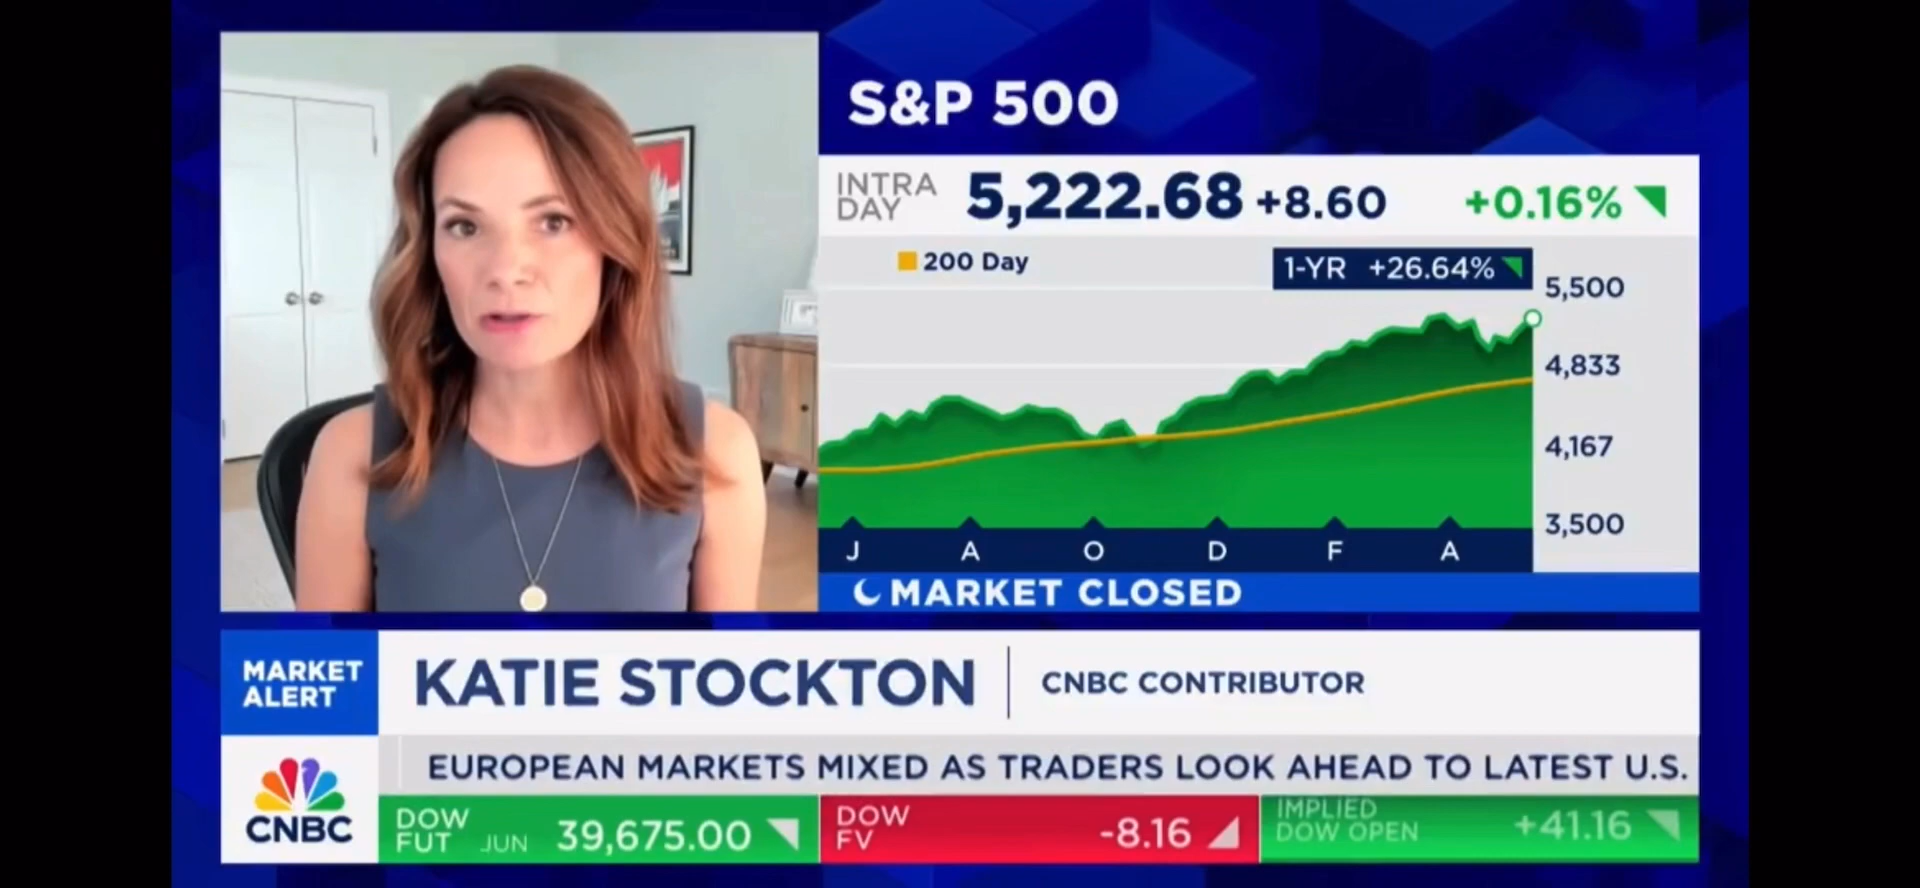 S&P 500
INTRA
DAY
5,222.68 +8.60 +0.16%
200 Day
1-YR +26.64%
5,500
4,833
4,167
3,500
J A O D F A
MARKET CLOSED
MARKET
ALERT
KATIE STOCKTON
CNBC CONTRIBUTOR
EUROPEAN MARKETS MIXED AS TRADERS LOOK AHEAD TO LATEST U.S.
CNBC
DOW
FUT JUN 39,675.00
DOW
FV -8.16
IMPLIED
DOW OPEN +41.16